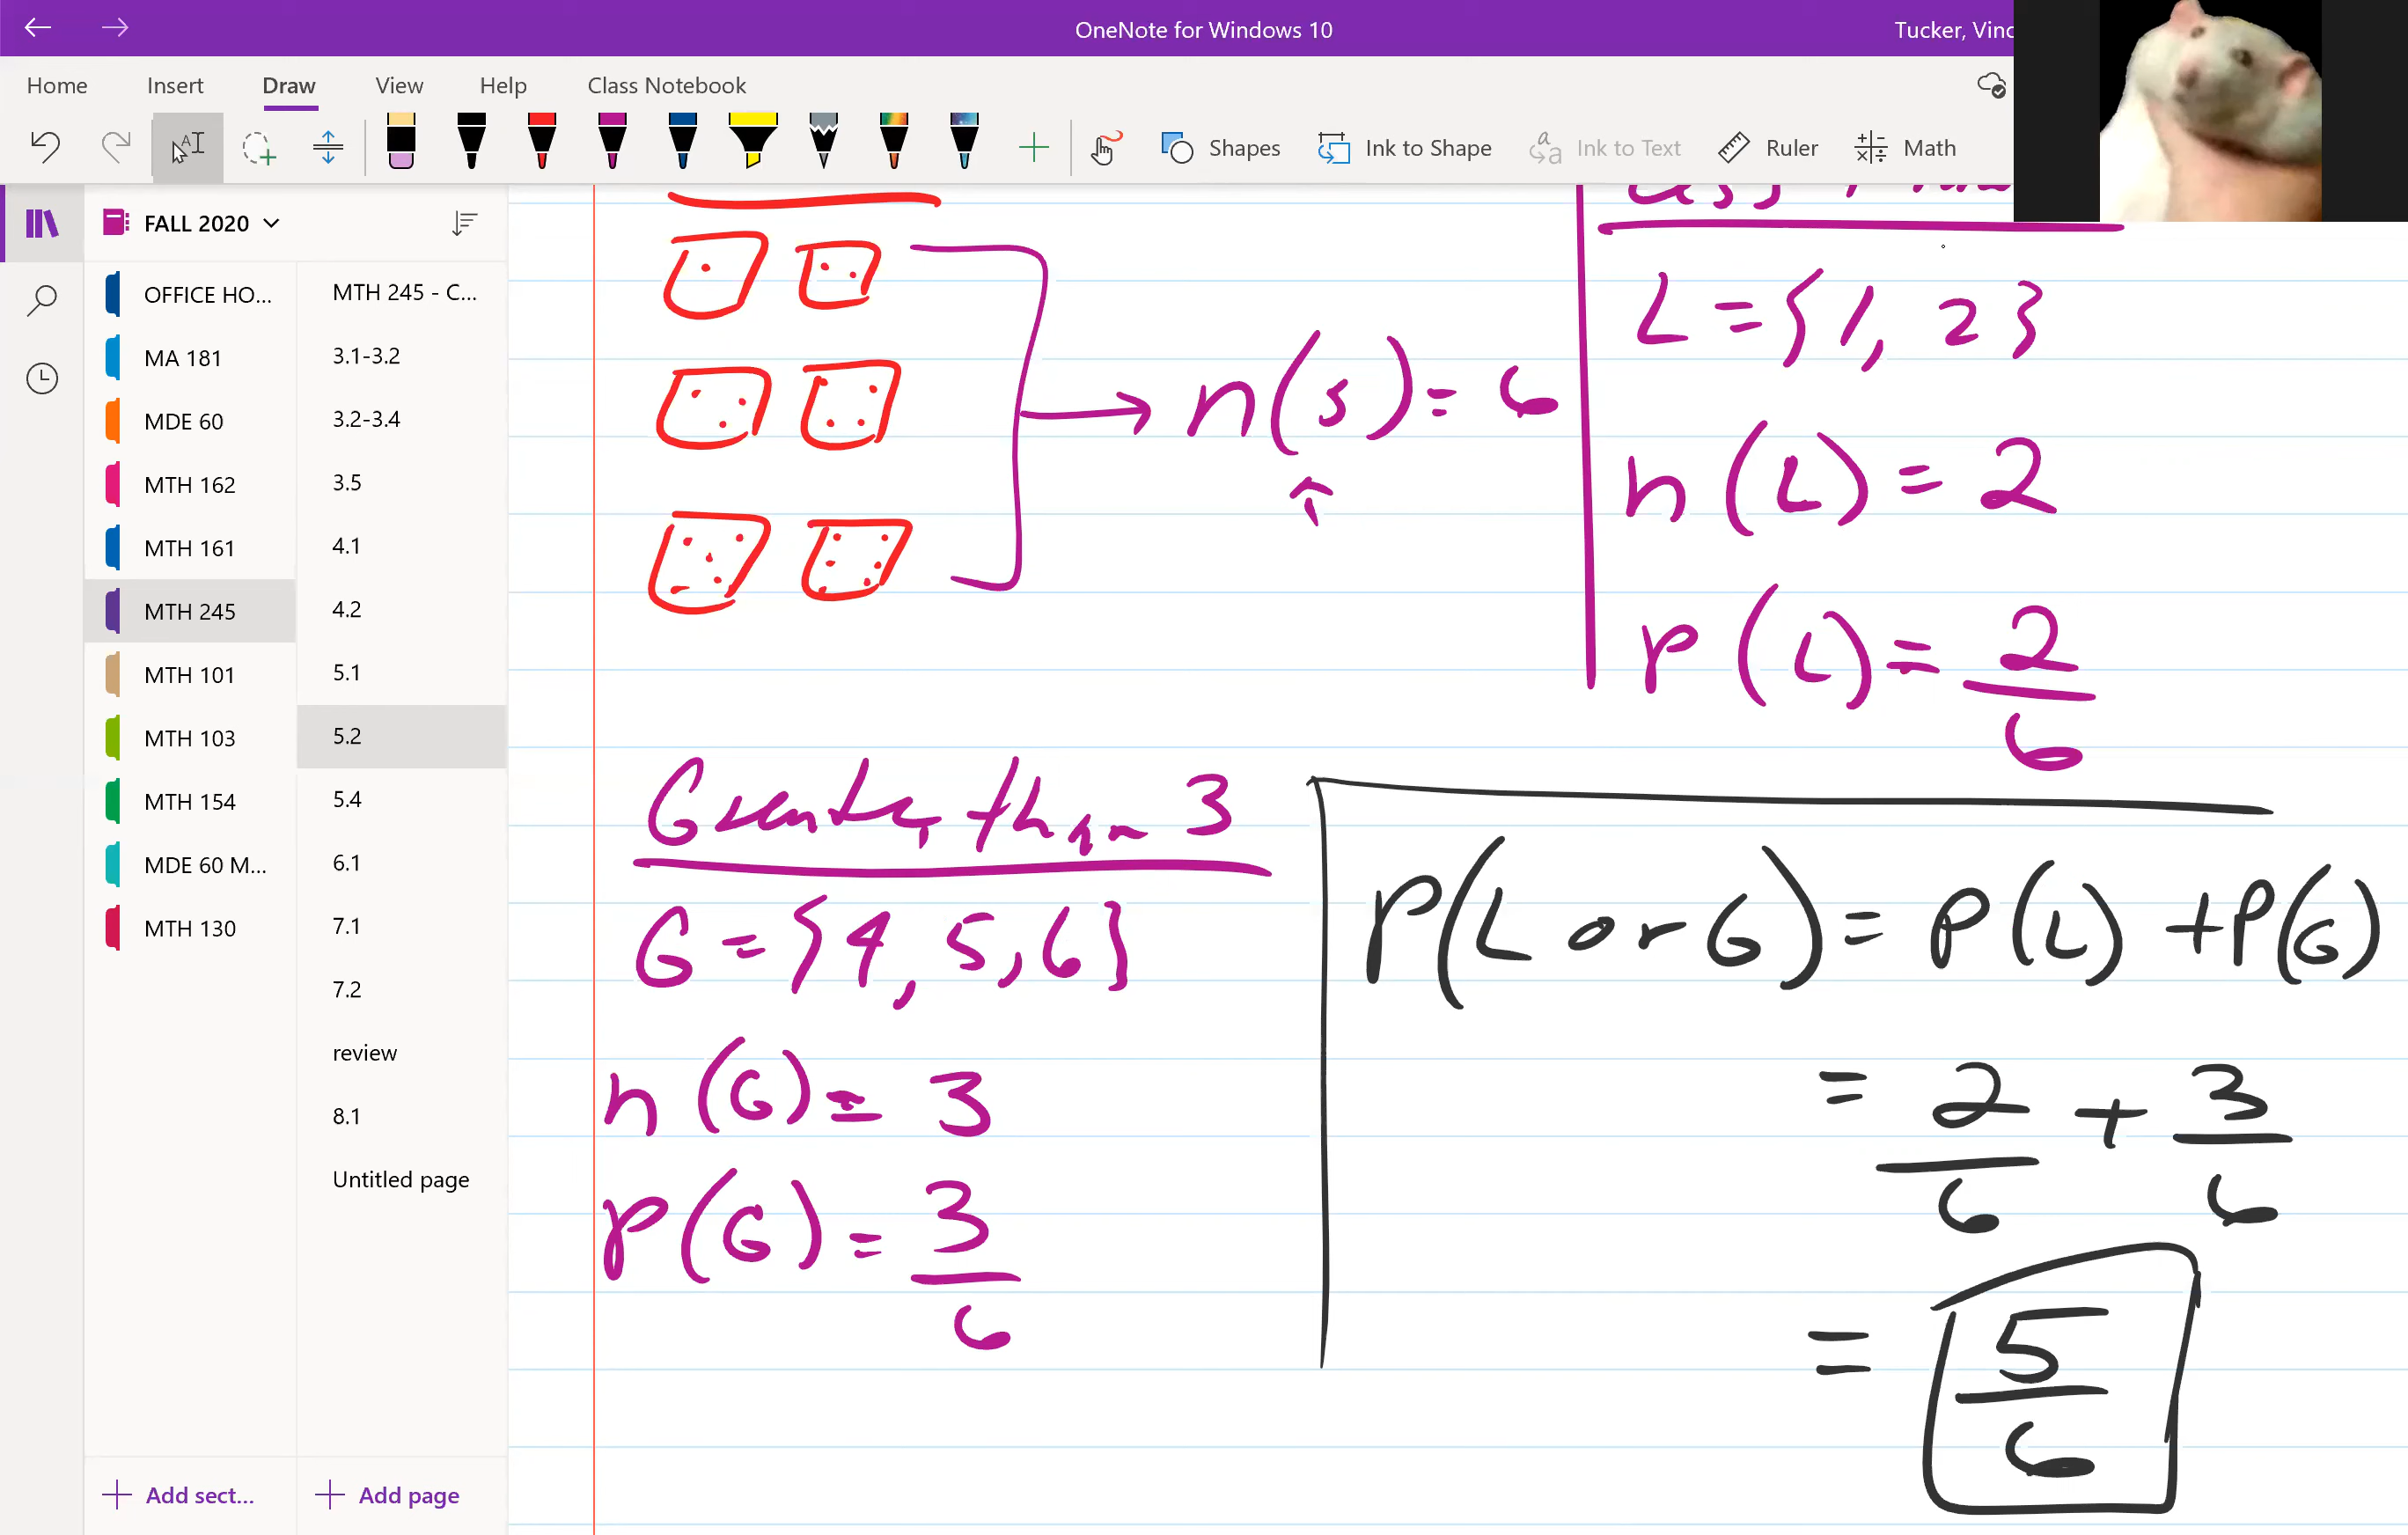 OneNote for Windows 10
Tucker, Vinc
Home Insert Draw View Help Class Notebook
Shapes Ink to Shape Ink to Text Ruler Math
FALL 2020
OFFICE HO...
MA 181
MDE 60
MTH 162
MTH 161
MTH 245
MTH 101
MTH 103
MTH 154
MDE 60 M...
MTH 130
Add sect...
MTH 245 - C...
3.1-3.2
3.2-3.4
3.5
4.1
4.2
5.1
5.2
5.4
6.1
7.1
7.2
review
8.1
Untitled page
Add page
n(s) = 6
L = {1, 2}
n(L) = 2
P(L) = 2/6
Greater than 3
G = {4, 5, 6}
n(G) = 3
P(G) = 3/6
P(L or G) = P(L) + P(G)
= 2/6 + 3/6
= 5/6